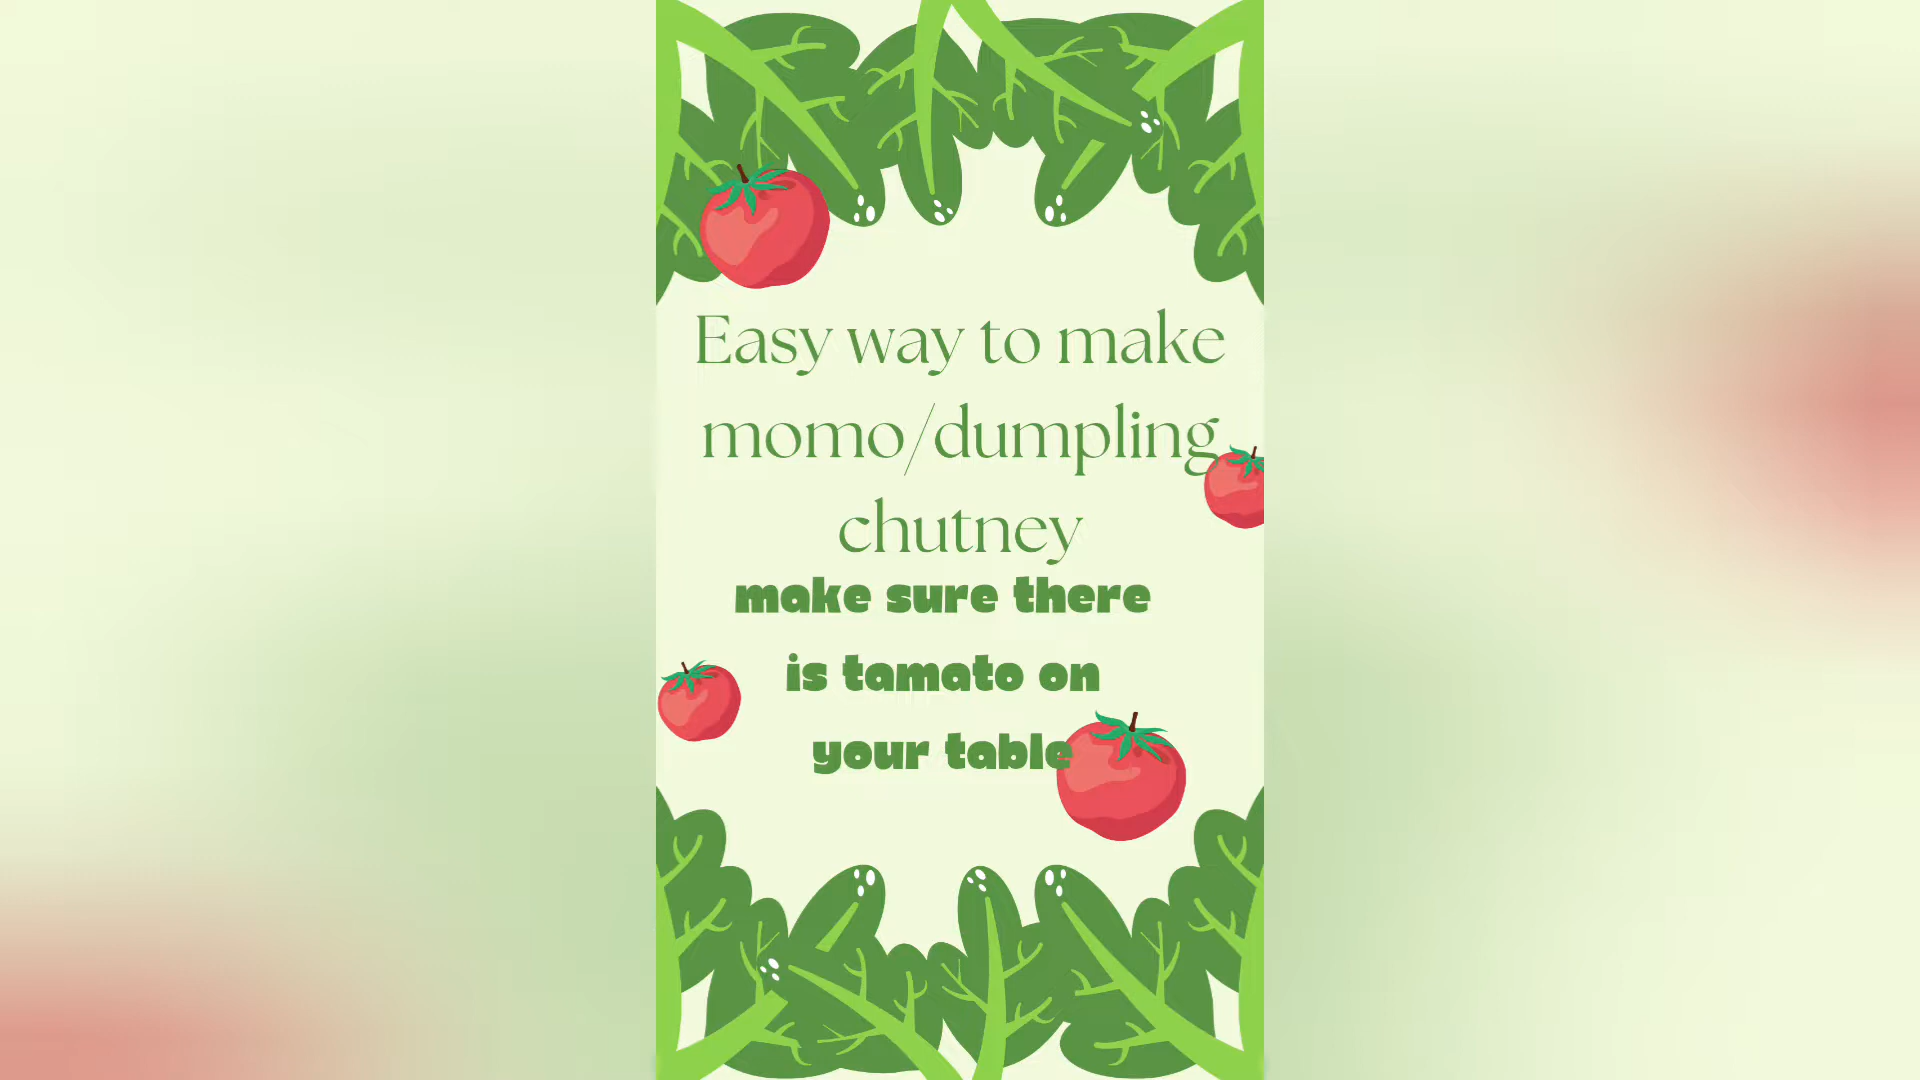 Easy way to make
momo/dumpling
chutney
make sure there
is tamato on
your table